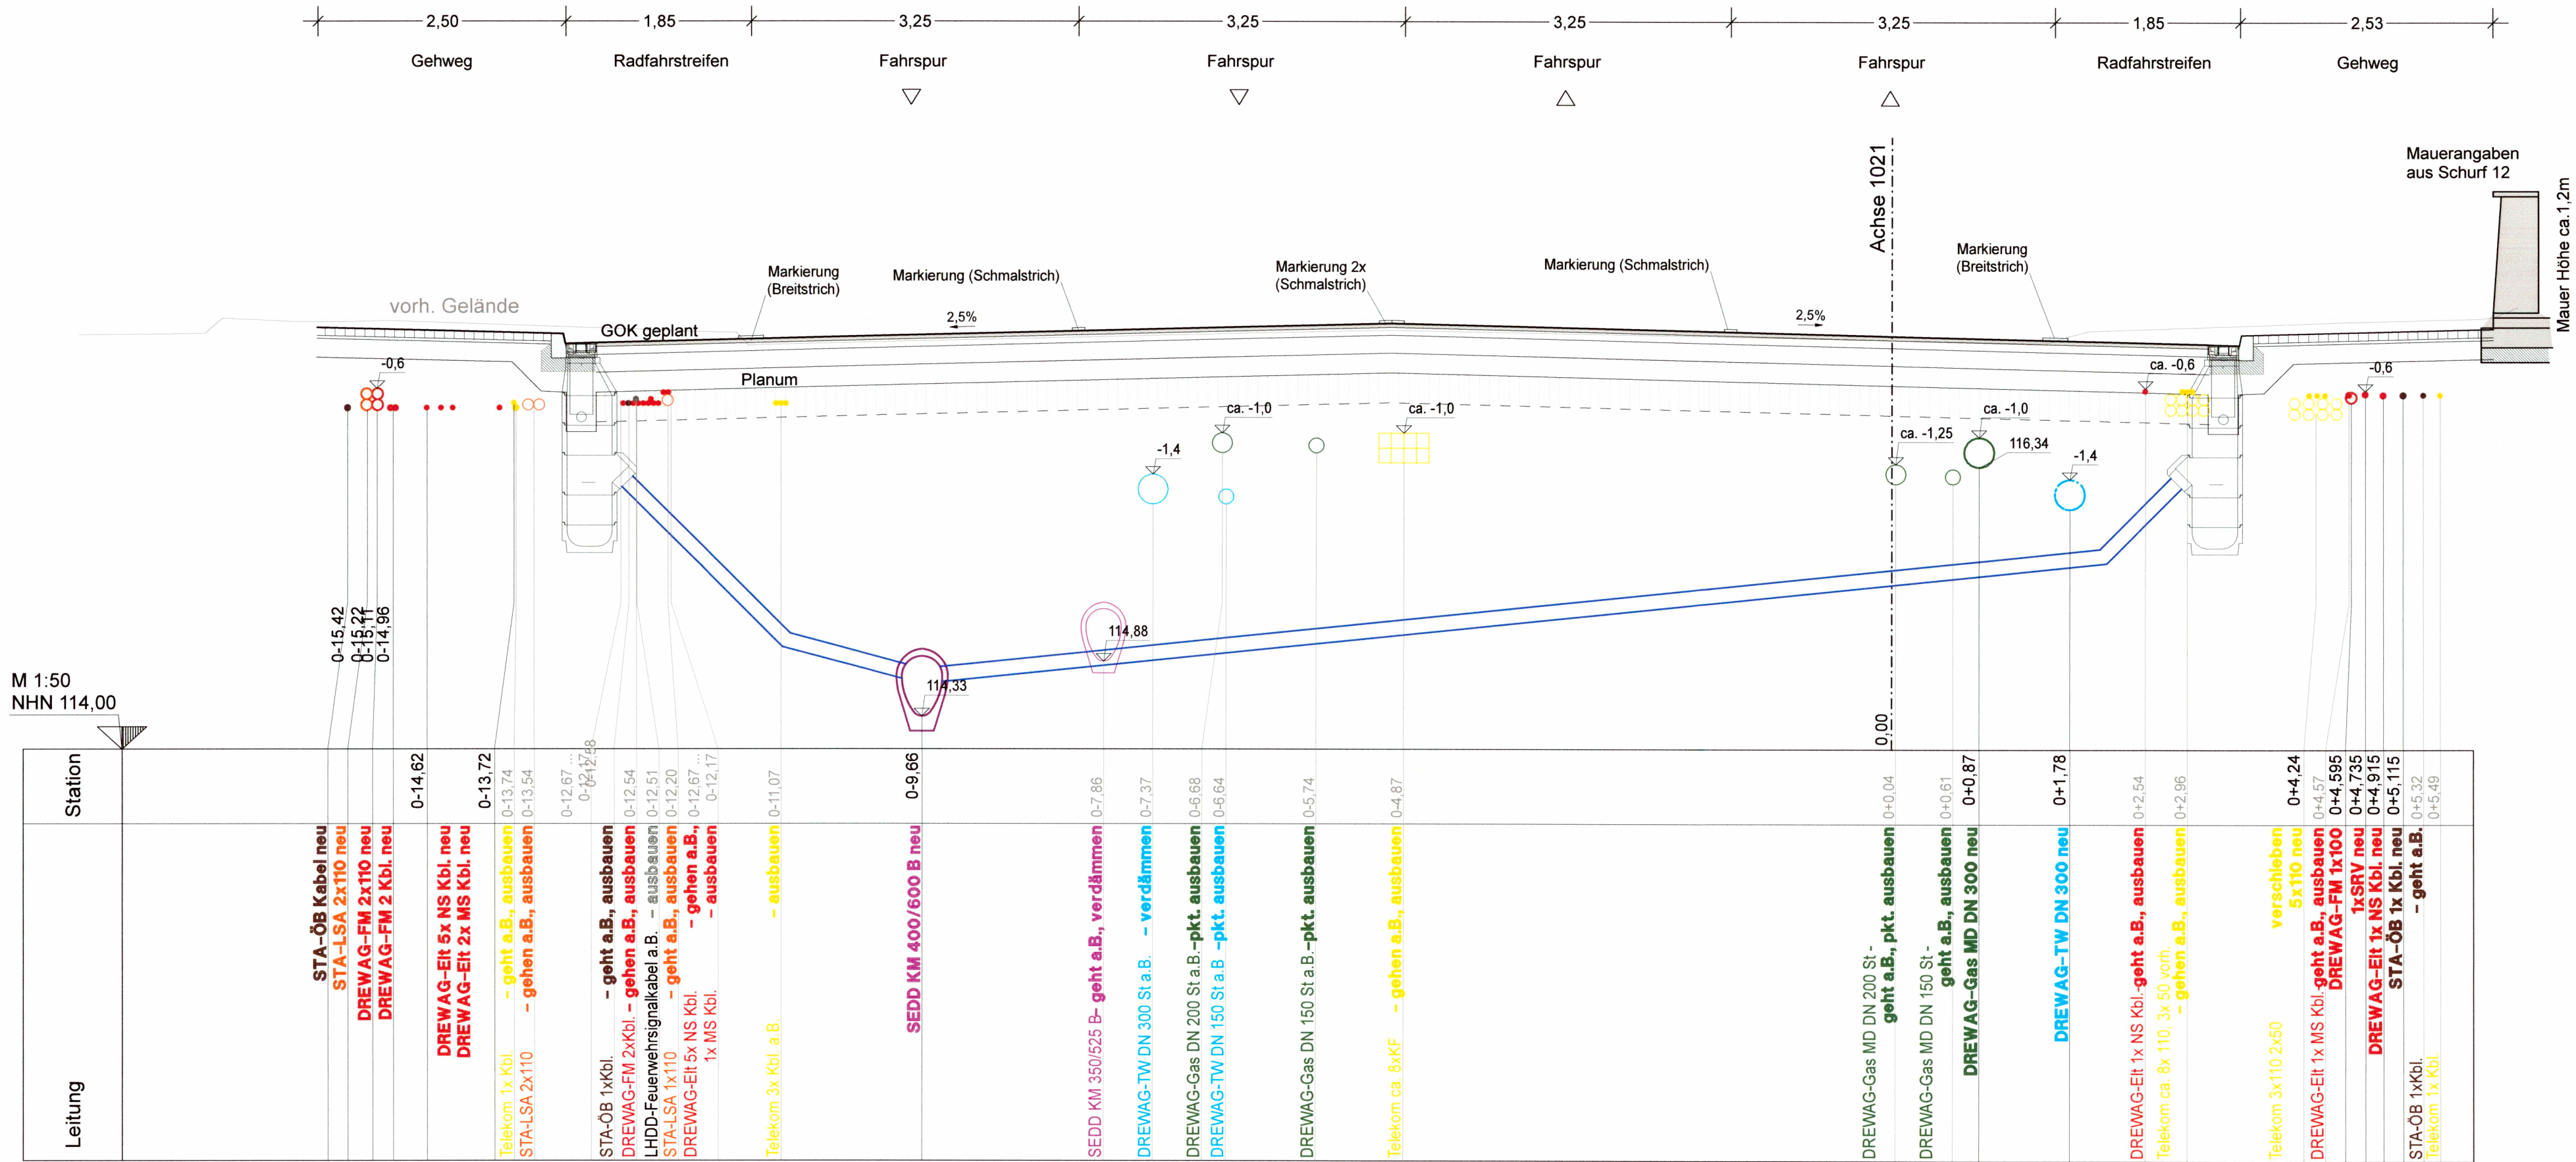 2,50
1,85
3,25
3,25
3,25
3,25
1,85
2,53
Gehweg
Radfahrstreifen
Fahrspur
Fahrspur
Fahrspur
Fahrspur
Radfahrstreifen
Gehweg
Achse 1021
Mauerangaben
aus Schurf 12
Mauer Höhe ca.1,2m
Markierung
(Breitstrich)
Markierung (Schmalstrich)
Markierung 2x
(Schmalstrich)
Markierung (Schmalstrich)
Markierung
(Breitstrich)
vorh. Gelände
GOK geplant
2,5%
2,5%
Planum
-0,6
ca. -0,6
-0,6
ca. -1,0
ca. -1,0
ca. -1,0
ca. -1,25
116,34
-1,4
-1,4
114,88
114,33
0-15,42
0-15,22
0-15,11
0-14,96
M 1:50
NHN 114,00
0,00
Station
0-14,62
0-13,72
0-13,74
0-13,54
0-12,67 ...
0-12,17
0-12,58
0-12,54
0-12,51
0-12,20
0-12,67 ...
0-12,17
0-11,07
0-9,66
0-7,86
0-7,37
0-6,68
0-6,64
0-5,74
0-4,87
0+0,04
0+0,61
0+0,87
0+1,78
0+2,54
0+2,96
0+4,24
0+4,57
0+4,595
0+4,735
0+4,915
0+5,115
0+5,32
0+5,49
Leitung
STA-ÖB Kabel neu
STA-LSA 2x110 neu
DREWAG-FM 2x110 neu
DREWAG-FM 2 Kbl. neu
DREWAG-Elt 5x NS Kbl. neu
DREWAG-Elt 2x MS Kbl. neu
Telekom 1x Kbl. - geht a.B., ausbauen
STA-LSA 2x110 - gehen a.B., ausbauen
STA-ÖB 1xKbl. - geht a.B., ausbauen
DREWAG-FM 2xKbl. - gehen a.B., ausbauen
LHDD-Feuerwehrsignalkabel a.B. - ausbauen
STA-LSA 1x110 - geht a.B., ausbauen
DREWAG-Elt 5x NS Kbl. - gehen a.B.,
1x MS Kbl. - ausbauen
Telekom 3x Kbl. a.B. - ausbauen
SEDD KM 400/600 B neu
SEDD KM 350/525 B- geht a.B., verdämmen
DREWAG-TW DN 300 St a.B. - verdämmen
DREWAG-Gas DN 200 St a.B.-pkt. ausbauen
DREWAG-TW DN 150 St a.B -pkt. ausbauen
DREWAG-Gas DN 150 St a.B.-pkt. ausbauen
Telekom ca. 8xKF - gehen a.B., ausbauen
DREWAG-Gas MD DN 200 St -
geht a.B., pkt. ausbauen
DREWAG-Gas MD DN 150 St -
geht a.B., ausbauen
DREWAG-Gas MD DN 300 neu
DREWAG-TW DN 300 neu
DREWAG-Elt 1x NS Kbl.-geht a.B., ausbauen
Telekom ca. 8x 110, 3x 50 vorh.
- gehen a.B., ausbauen
Telekom 3x110 2x50 verschieben
5x110 neu
DREWAG-Elt 1x MS Kbl.-geht a.B., ausbauen
DREWAG-FM 1x100
1xSRV neu
DREWAG-Elt 1x NS Kbl. neu
STA-ÖB 1x Kbl. neu
STA-ÖB 1xKbl. - geht a.B.
Telekom 1x Kbl